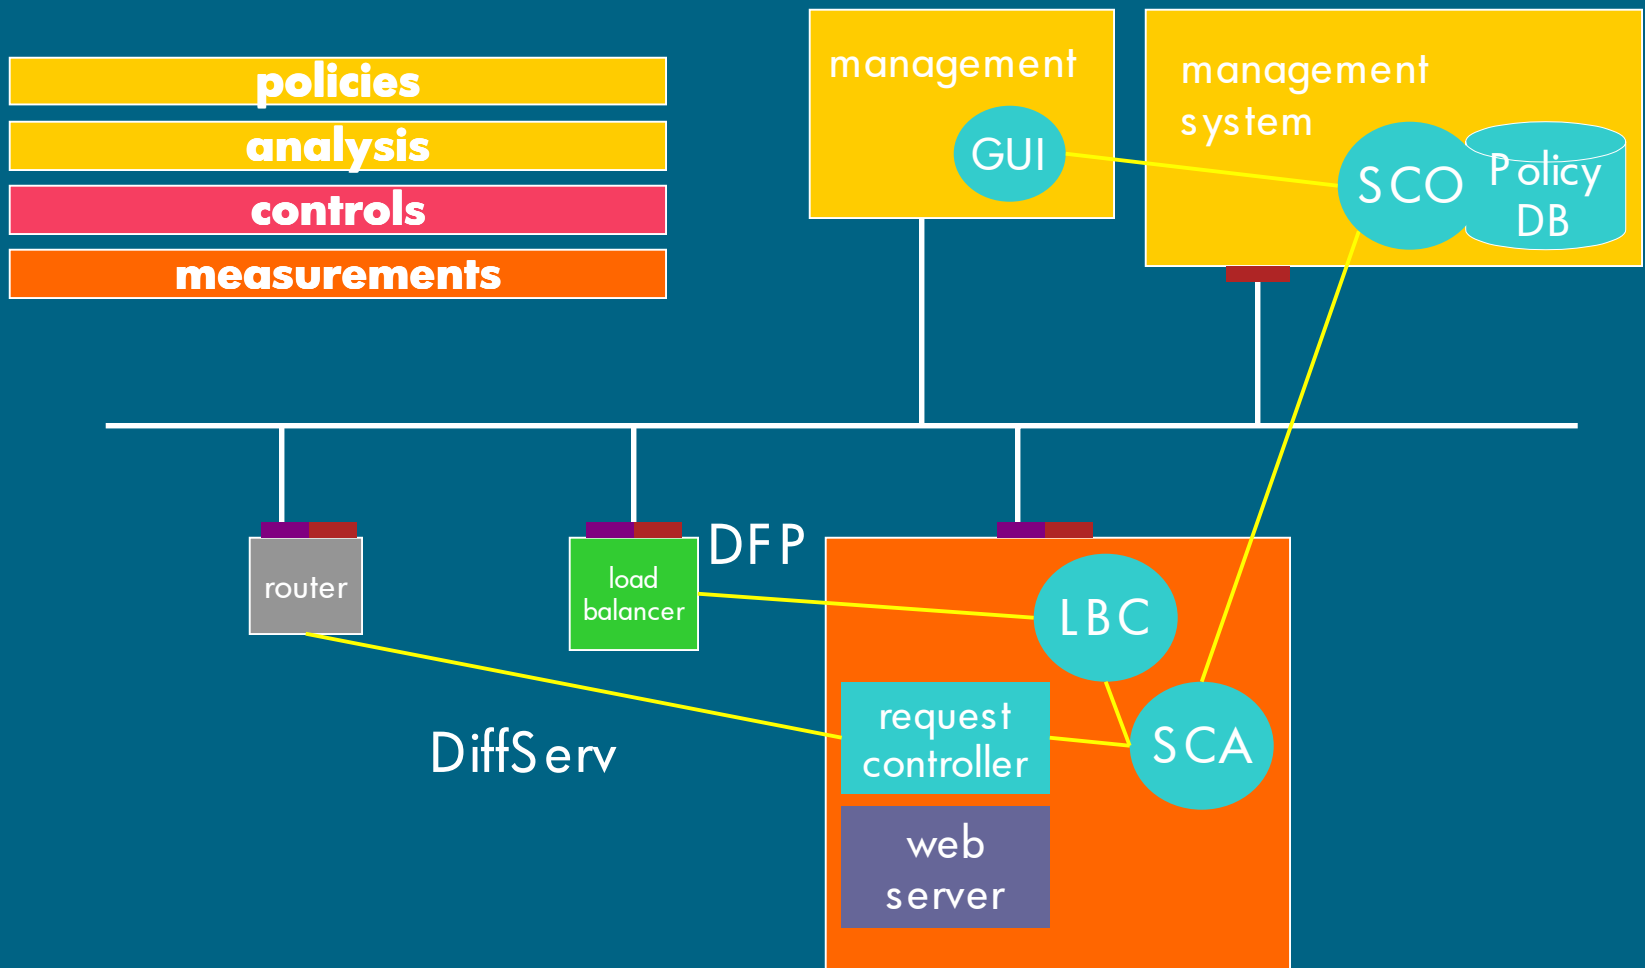 policies
analysis
controls
measurements
management
GUI
management
system
SCO
Policy
DB
router
load
balancer
DFP
LBC
DiffServ
request
controller
SCA
web
server